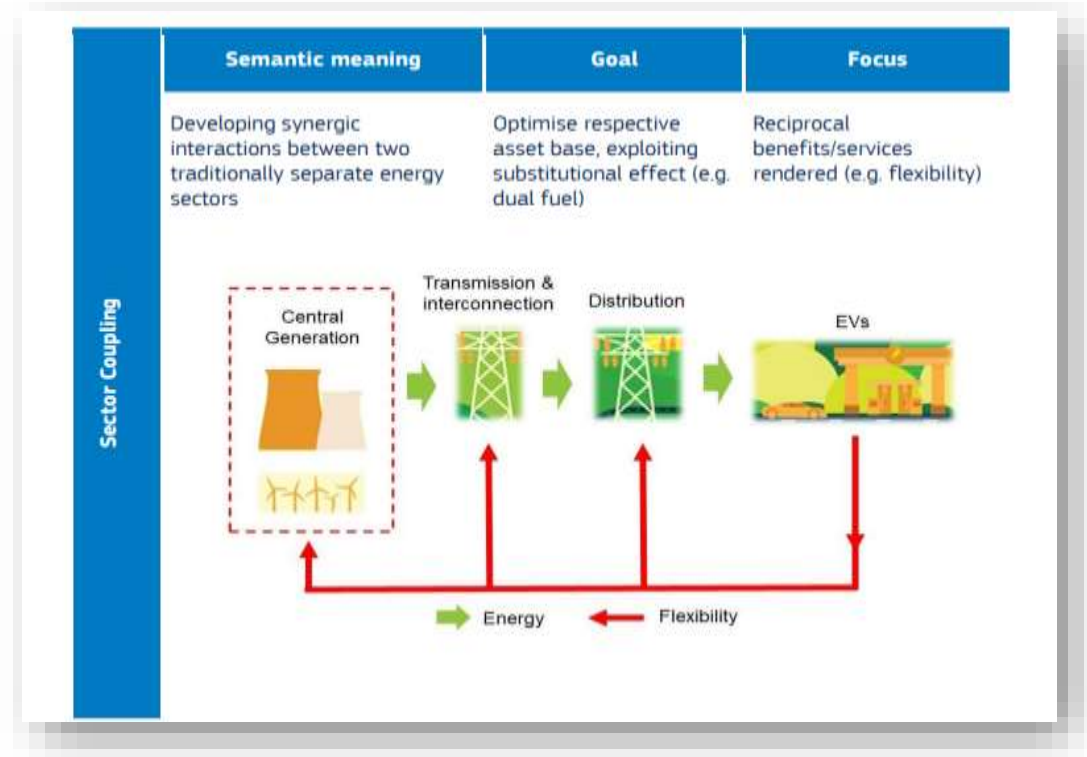 Semantic meaning
Goal
Focus
Developing synergic
interactions between two
traditionally separate energy
sectors
Optimise respective
asset base, exploiting
substitutional effect (e.g.
dual fuel)
Reciprocal
benefits/services
rendered (e.g. flexibility)
Sector Coupling
Central
Generation
Transmission &
interconnection
Distribution
EVs
Energy
Flexibility